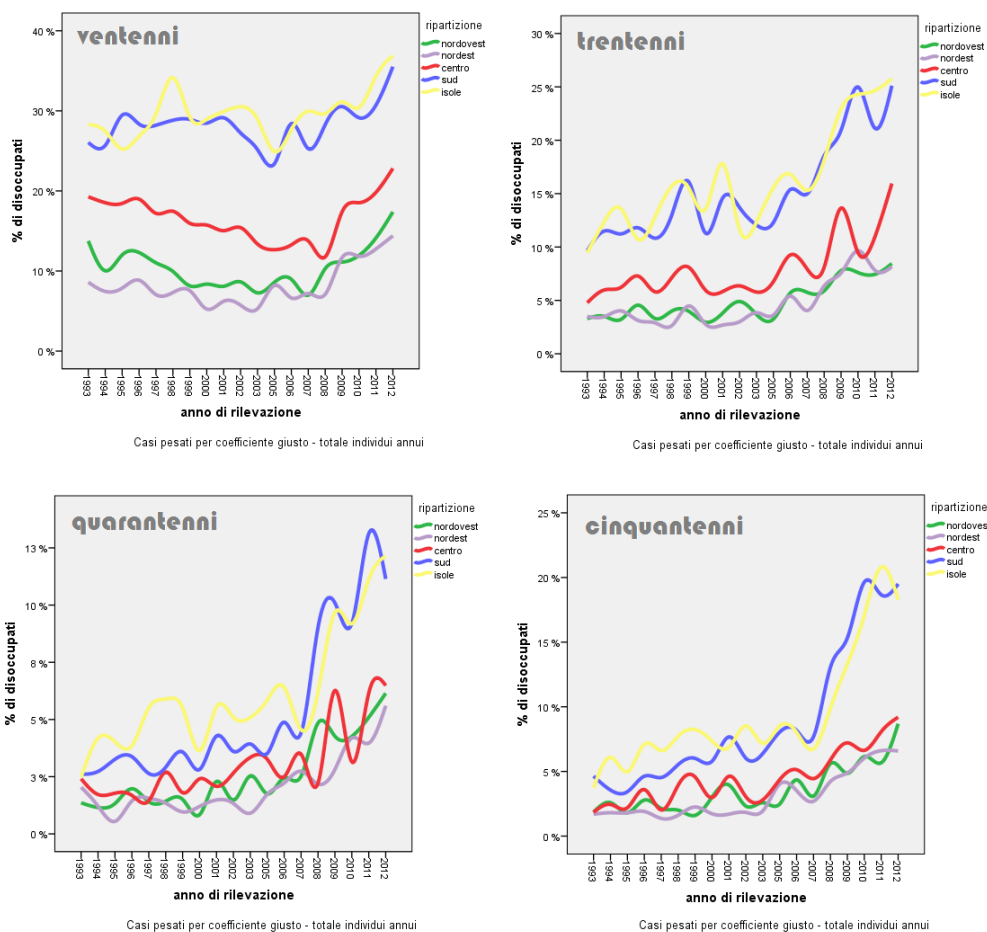 ventenni
ripartizione
nordovest
nordest
centro
sud
isole
40 %
30 %
20 %
10 %
0 %
% di disoccupati
1993
1994
1995
1996
1997
1998
1999
2000
2001
2002
2003
2005
2006
2007
2008
2009
2010
2011
2012
anno di rilevazione
Casi pesati per coefficiente giusto - totale individui annui
trentenni
ripartizione
nordovest
nordest
centro
sud
isole
30 %
25 %
20 %
15 %
10 %
5 %
0 %
% di disoccupati
1993
1994
1995
1996
1997
1998
1999
2000
2001
2002
2003
2005
2006
2007
2008
2009
2010
2011
2012
anno di rilevazione
Casi pesati per coefficiente giusto - totale individui annui
quarantenni
ripartizione
nordovest
nordest
centro
sud
isole
13 %
10 %
8 %
5 %
3 %
0 %
% di disoccupati
1993
1994
1995
1996
1997
1998
1999
2000
2001
2002
2003
2005
2006
2007
2008
2009
2010
2011
2012
anno di rilevazione
Casi pesati per coefficiente giusto - totale individui annui
cinquantenni
ripartizione
nordoves
nordest
centro
sud
isole
25 %
20 %
15 %
10 %
5 %
0 %
% di disoccupati
1993
1994
1995
1996
1997
1998
1999
2000
2001
2002
2003
2005
2006
2007
2008
2009
2010
2011
2012
anno di rilevazione
Casi pesati per coefficiente giusto - totale individui annui